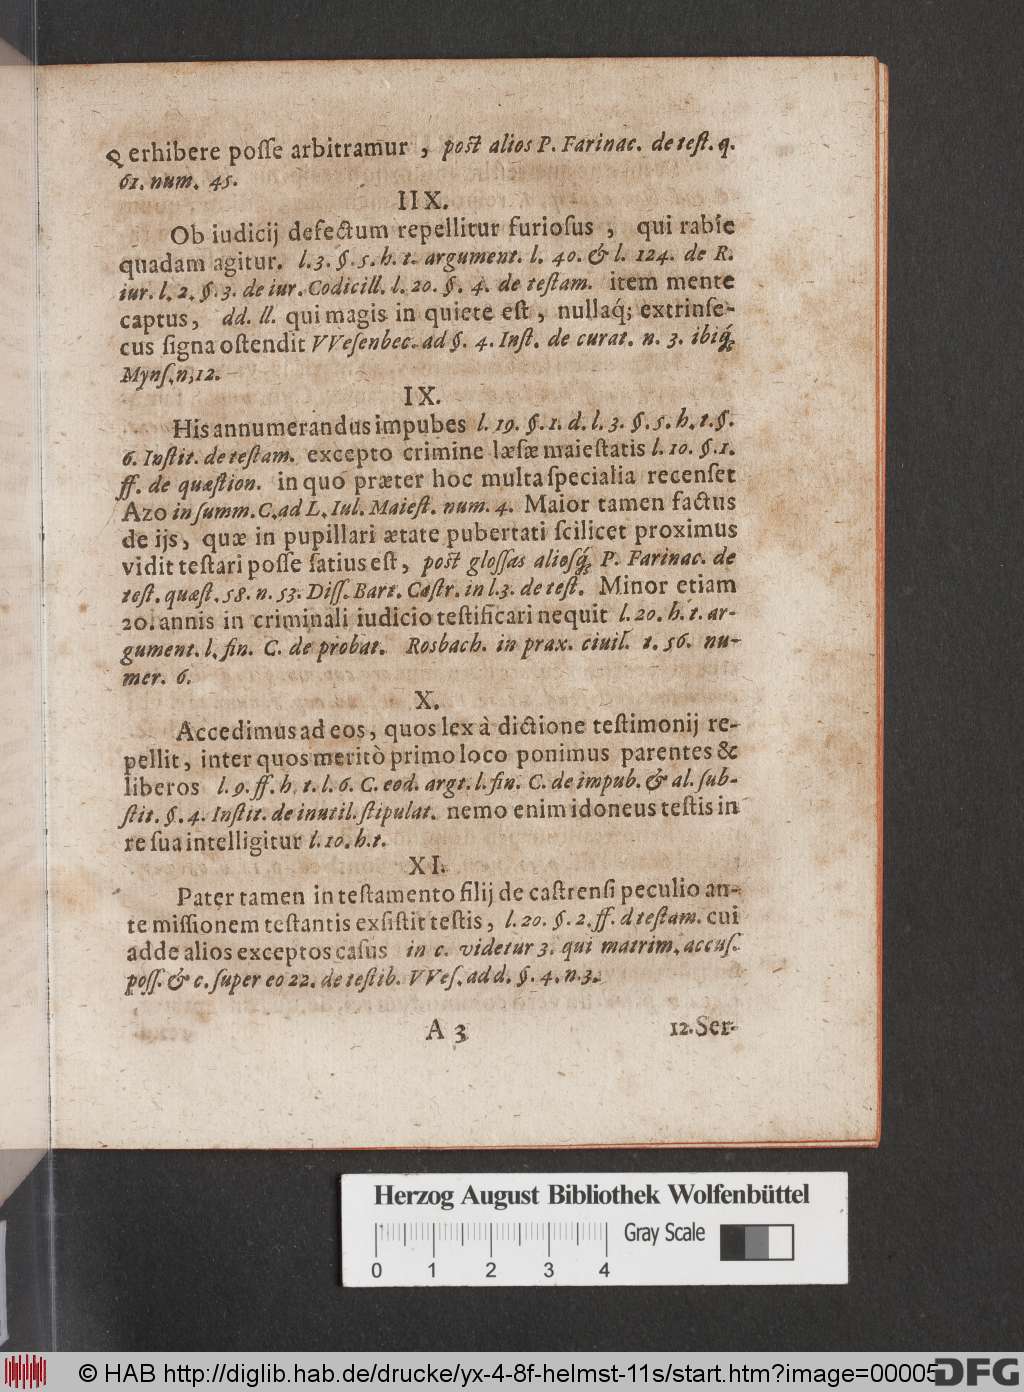 perhibere posſe arbitramur , post alios P. Farinac. de test. q.
61. num. 45.
IIX.
Ob iudicij defectum repellitur furioſus , qui rabie
quadam agitur. l. 3. §. 5. h. t. argument. l. 40. & l. 124. de R.
iur. l. 2. §. 3. de iur. Codicill. l. 20. §. 4. de teſtam. item mente
captus, dd. ll. qui magis in quiete eſt , nullaq́; extrinſe-
cus ſigna oſtendit VVeſenbec. ad §. 4. Inſt. de curat. n. 3. ibiq́;
Mynſ. n, 12.
IX.
His annumerandus impubes l. 19. §. 1. d. l. 3. §. 5. h. t. §.
6. Inſtit. de teſtam. excepto crimine læſæ maieſtatis l. 10. §. 1.
ff. de quæſtion. in quo præter hoc multa ſpecialia recenſet
Azo in ſumm. C. ad L. Iul. Maieſt. num. 4. Maior tamen factus
de ijs, quæ in pupillari ætate pubertati ſcilicet proximus
vidit teſtari poſſe ſatius eſt, poſt gloſſas alioſq́; P. Farinac. de
teſt. quæſt. 58. n. 53. Diſſ. Bart. Caſtr. in l. 3. de teſt. Minor etiam
20. annis in criminali iudicio teſtificari nequit l. 20. h. t. ar-
gument. l. fin. C. de probat. Rosbach. in prax. ciuil. t. 56. nu-
mer. 6.
X.
Accedimus ad eos, quos lex à dictione teſtimonij re-
pellit, inter quos meritò primo loco ponimus parentes &
liberos l. 9. ff. h. t. l. 6. C. eod. argt. l. fin. C. de impub. & al. ſub-
ſtit. §. 4. Inſtit. de inutil. ſtipulat. nemo enim idoneus teſtis in
re ſua intelligitur l. 10. h. t.
XI.
Pater tamen in teſtamento filij de caſtrenſi peculio an-
te miſſionem teſtantis exſiſtit teſtis, l. 20. §. 2. ff. d teſtam. cui
adde alios exceptos caſus in c. videtur 3. qui matrim. accuſ.
poſſ. & c. ſuper eo 22. de teſtib. VVeſ. ad d. §. 4. n. 3.
A 3 12. Ser-
Herzog August Bibliothek Wolfenbüttel
Gray Scale
0 1 2 3 4
© HAB http://diglib.hab.de/drucke/yx-4-8f-helmst-11s/start.htm?image=00005
DFG